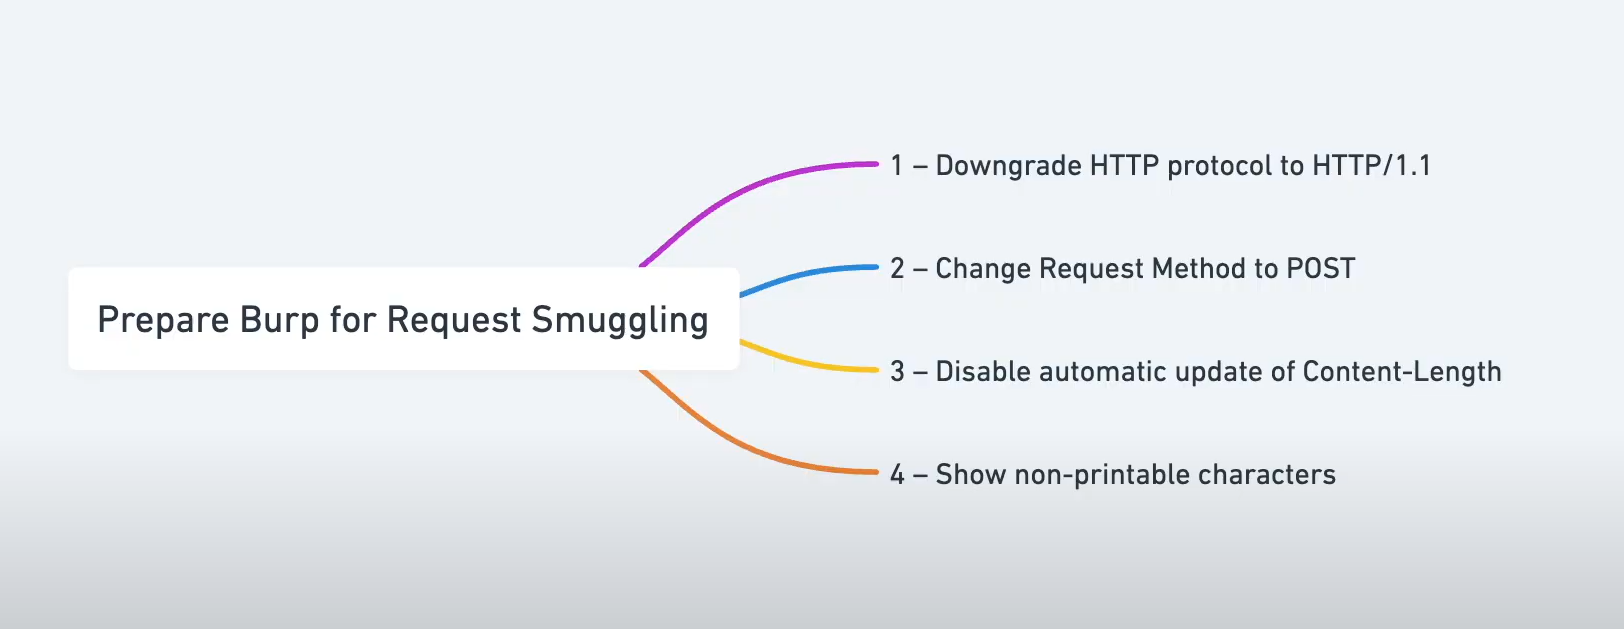 Prepare Burp for Request Smuggling
1 – Downgrade HTTP protocol to HTTP/1.1
2 – Change Request Method to POST
3 – Disable automatic update of Content-Length
4 – Show non-printable characters